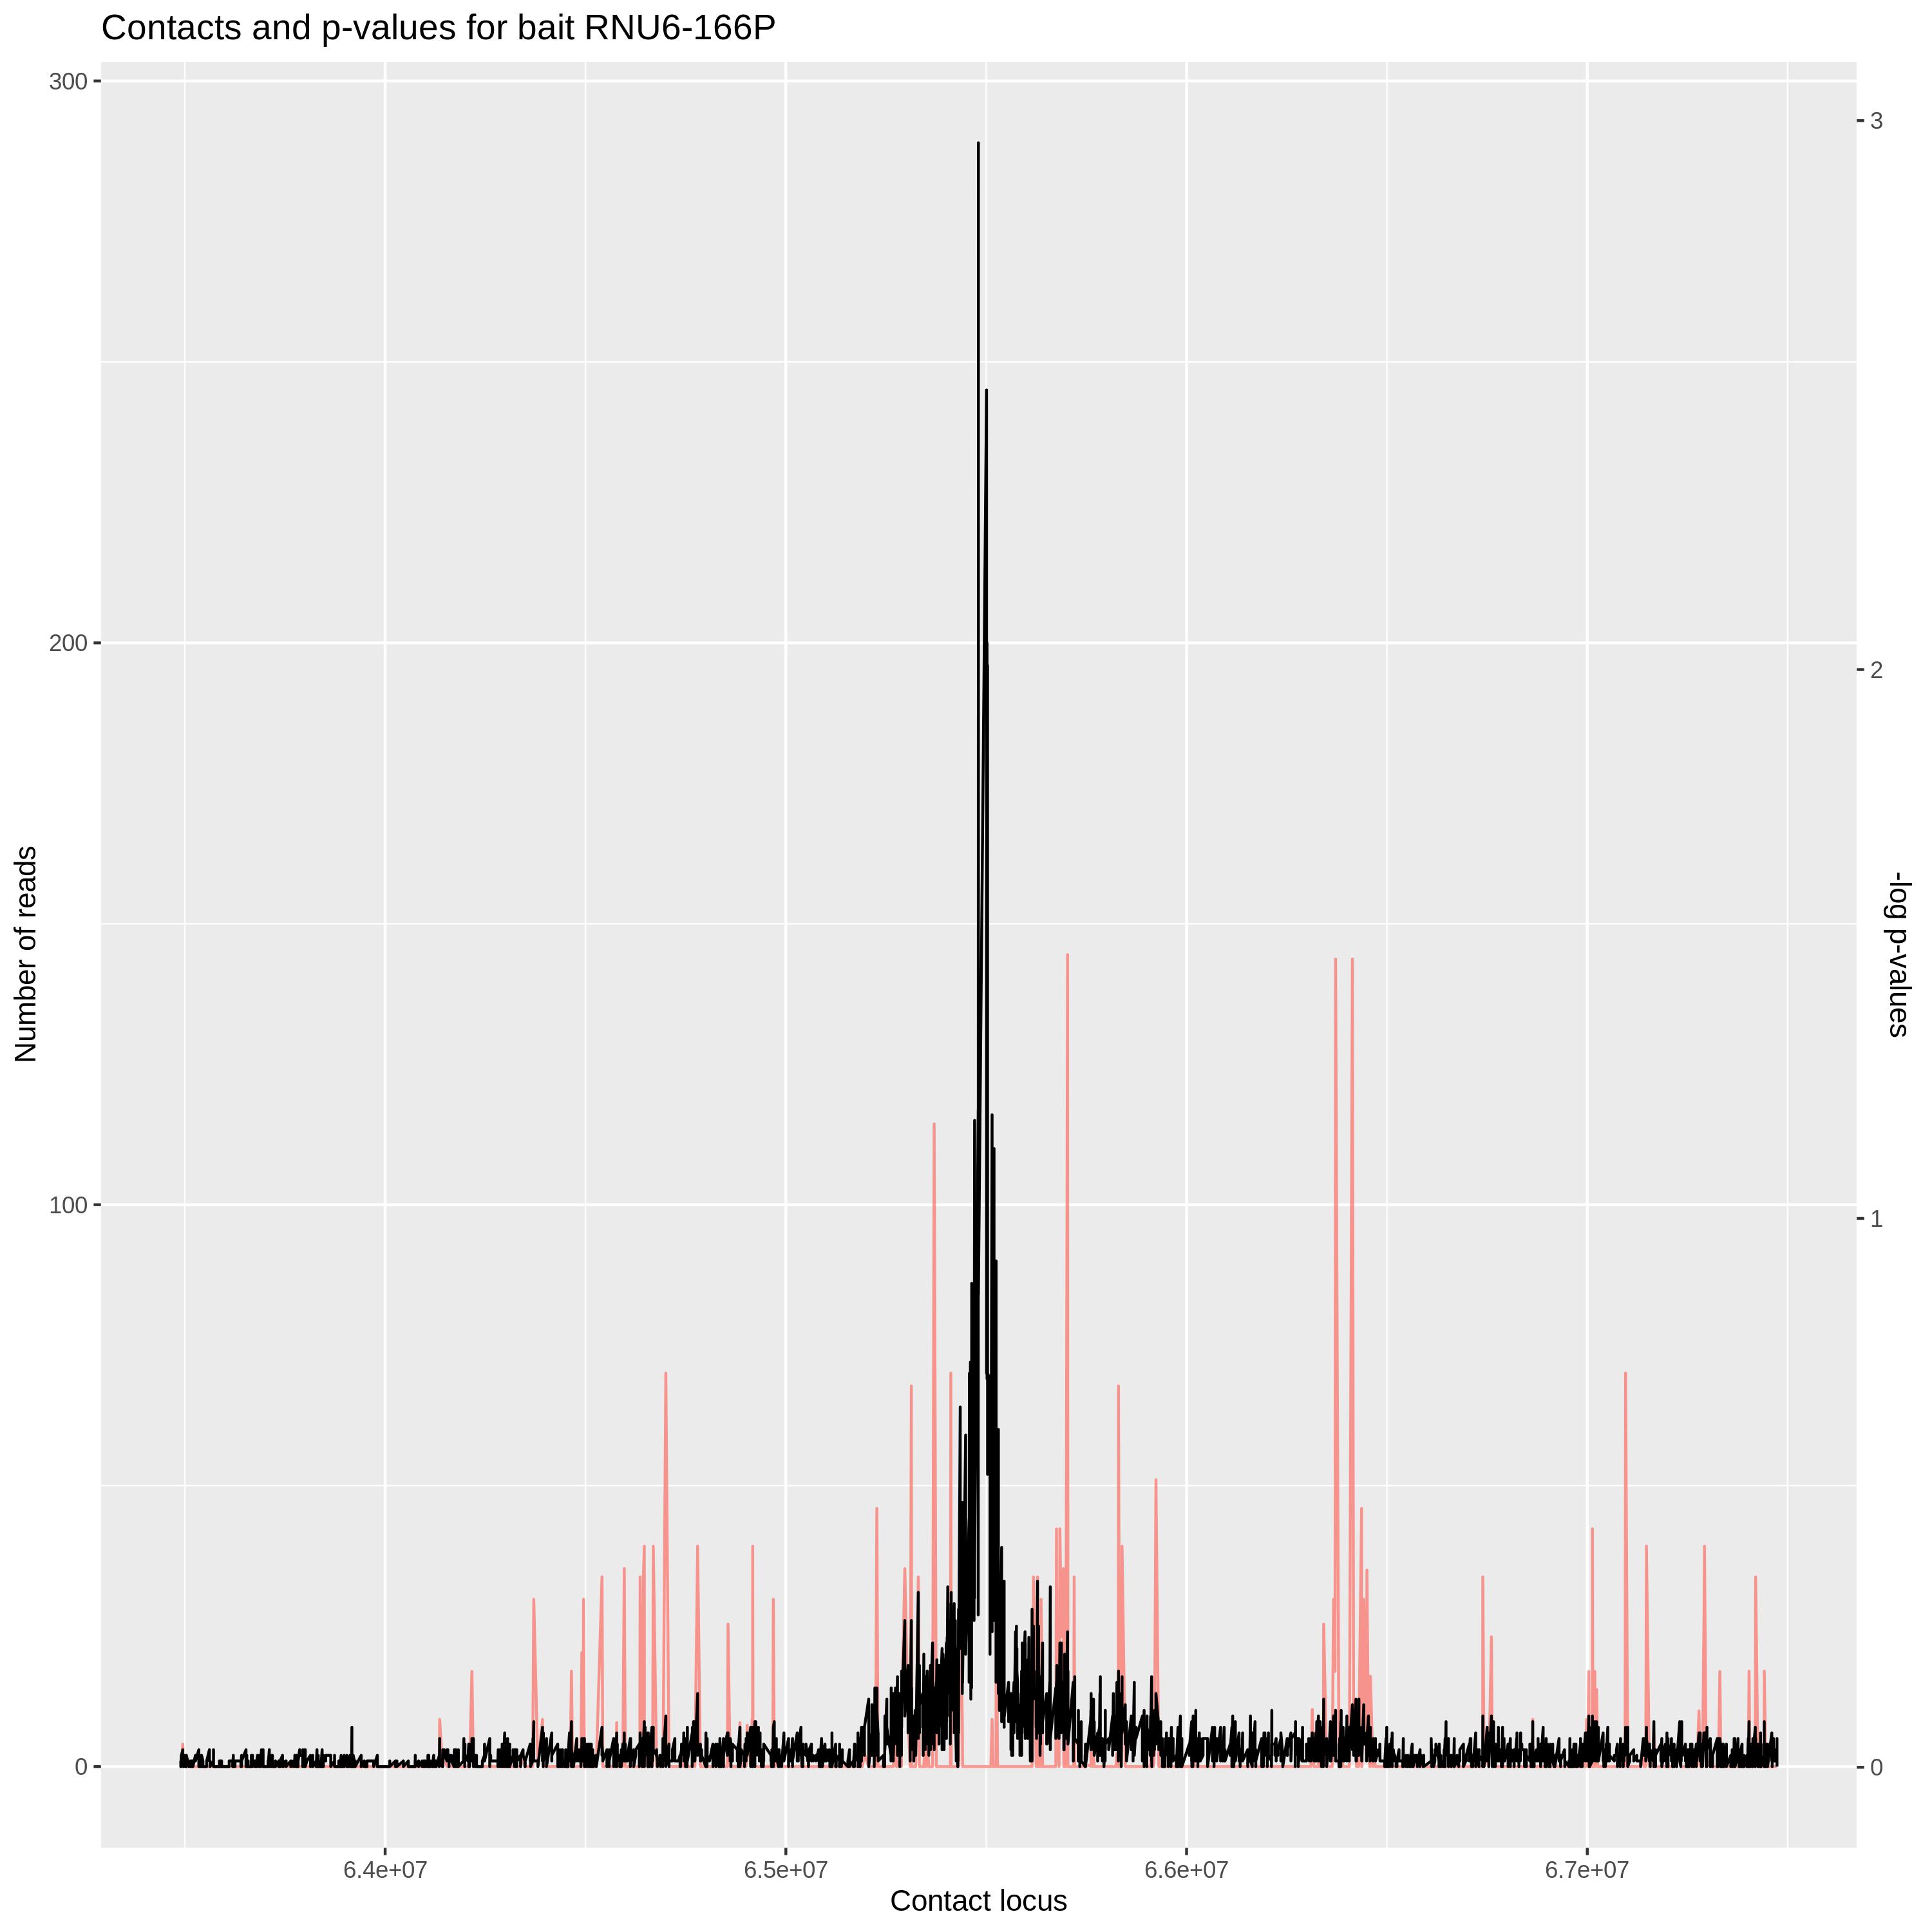 Contacts and p-values for bait RNU6-166P
300
200
100
0
Number of reads
3
2
1
0
-log p-values
6.4e+07
6.5e+07
6.6e+07
6.7e+07
Contact locus